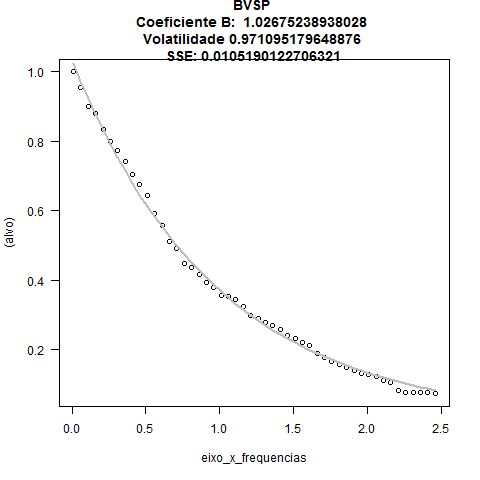 BVSP
Coeficiente B:  1.02675238938028
Volatilidade 0.971095179648876
SSE: 0.0105190122706321
1.0
0.8
0.6
0.4
0.2
(alvo)
0.0 0.5 1.0 1.5 2.0 2.5
eixo_x_frequencias